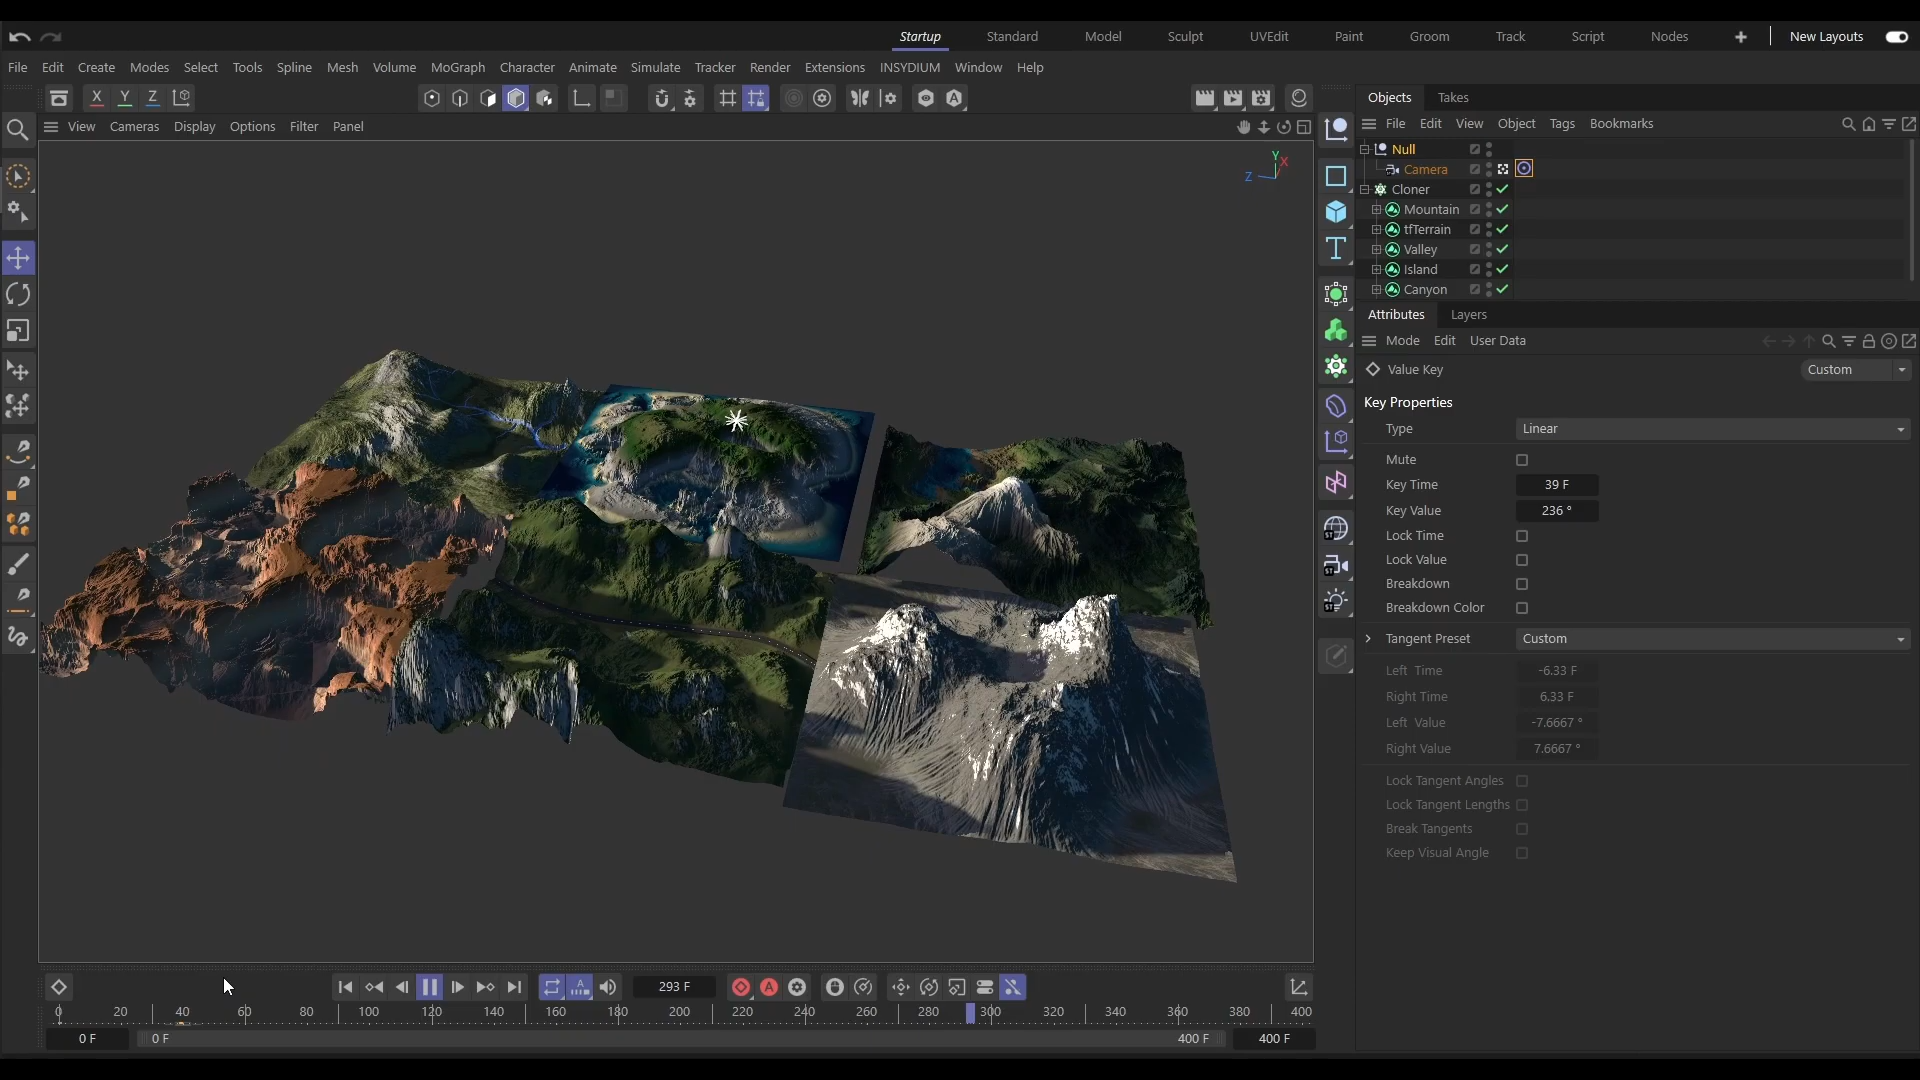 Startup Standard Model Sculpt UVEdit Paint Groom Track Script Nodes New Layouts
File Edit Create Modes Select Tools Spline Mesh Volume MoGraph Character Animate Simulate Tracker Render Extensions INSYDIUM Window Help
X Y Z
Objects Takes
View Cameras Display Options Filter Panel
File Edit View Object Tags Bookmarks
Null
Camera
Cloner
Mountain
tfTerrain
Valley
Island
Canyon
Y
X
Z
T
ST
ST
ST
Attributes Layers
Mode Edit User Data
Value Key Custom
Key Properties
Type Linear
Mute
Key Time 39 F
Key Value 236 °
Lock Time
Lock Value
Breakdown
Breakdown Color
Tangent Preset Custom
Left Time -6.33 F
Right Time 6.33 F
Left Value -7.6667 °
Right Value 7.6667 °
Lock Tangent Angles
Lock Tangent Lengths
Break Tangents
Keep Visual Angle
A 293 F A
0 20 40 60 80 100 120 140 160 180 200 220 240 260 280 300 320 340 360 380 400
0 F 0 F 400 F 400 F